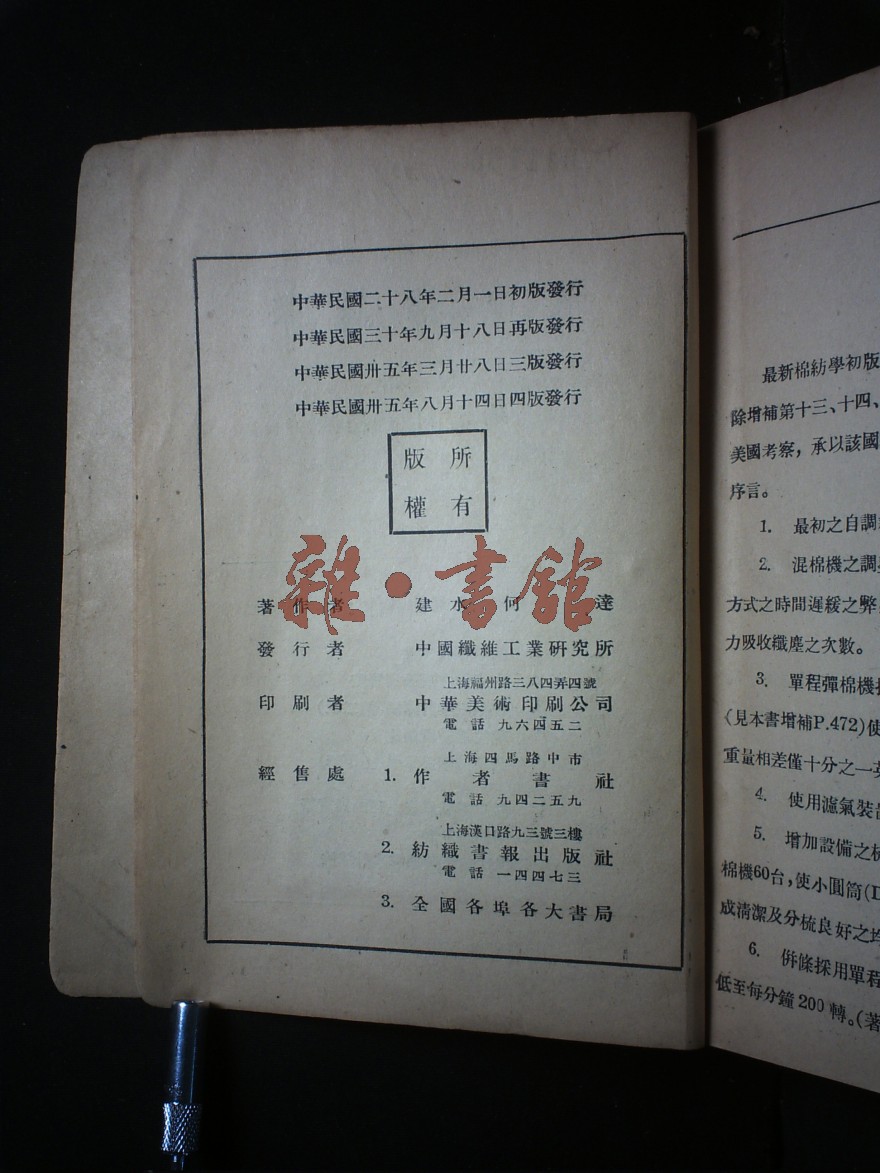 中華民國二十八年二月一日初版發行
中華民國三十年九月十八日再版發行
中華民國卅五年三月廿八日三版發行
中華民國卅五年八月十四日四版發行
版所
權有
雜·書館
著作者 建水何達
發行者 中國纖維工業研究所
上海福州路三八四弄四號
印刷者 中華美術印刷公司
電話 九六四五二
上海四馬路中市
經售處 1. 作者書社
電話 九四二五九
上海漢口路九三號三樓
2. 紡織書報出版社
電話 一四四七三
3. 全國各埠各大書局
最新棉紡學初版
除增補第十三、十四、
美國考察，承以該國
序言。
1. 最初之自調
2. 混棉機之調
方式之時間遲緩之弊
力吸收纖塵之次數。
3. 單程彈棉機
(見本書增補P.472)使
重量相差僅十分之一
4. 使用濾氣裝
5. 增加設備之
棉機60台，使小圓筒(D
成清潔及分梳良好之
6. 併條採用單程
低至每分鐘200轉。(著